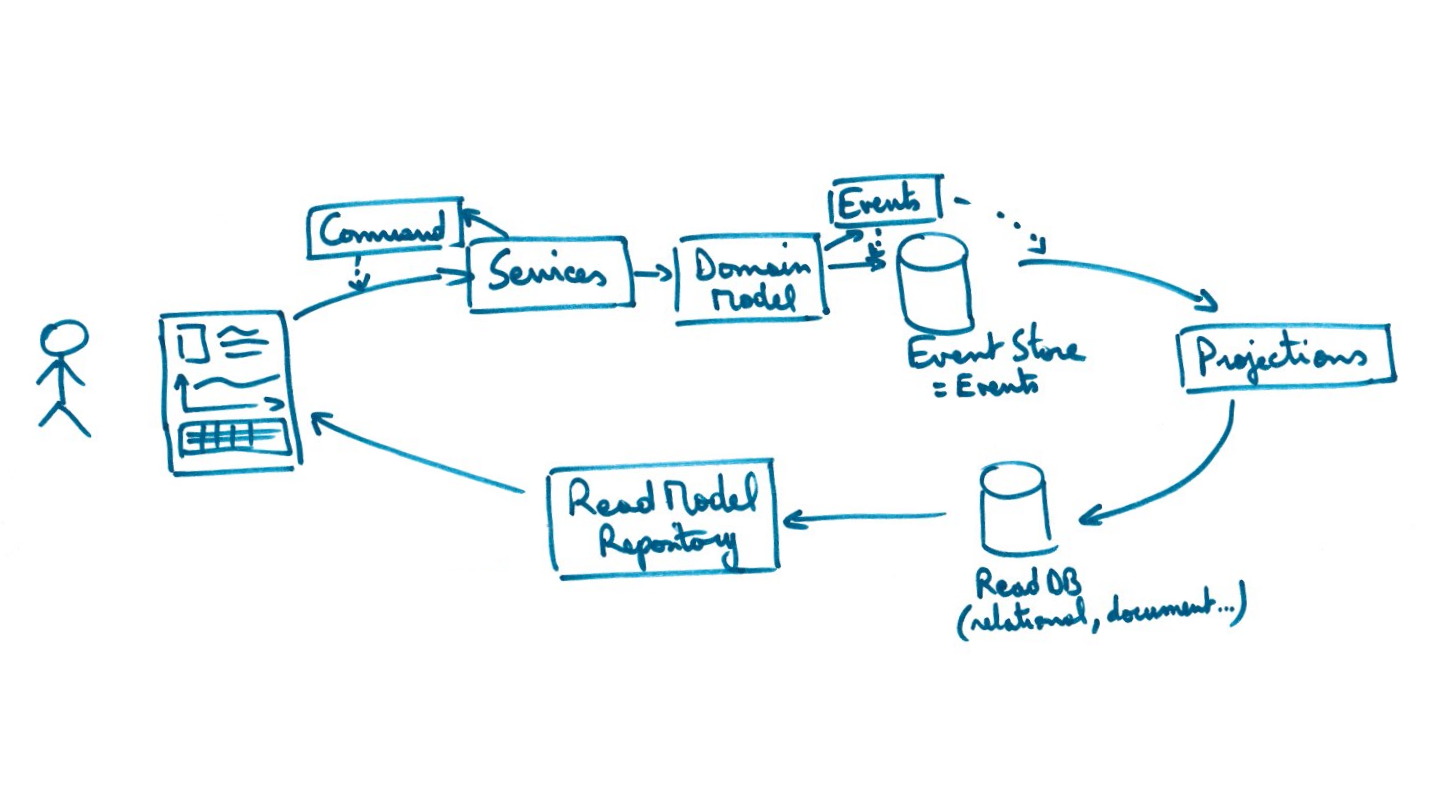 Command
Services
Domain
Model
Events
Event Store
= Events
Projections
Read Model
Repository
Read DB
(relational, document...)